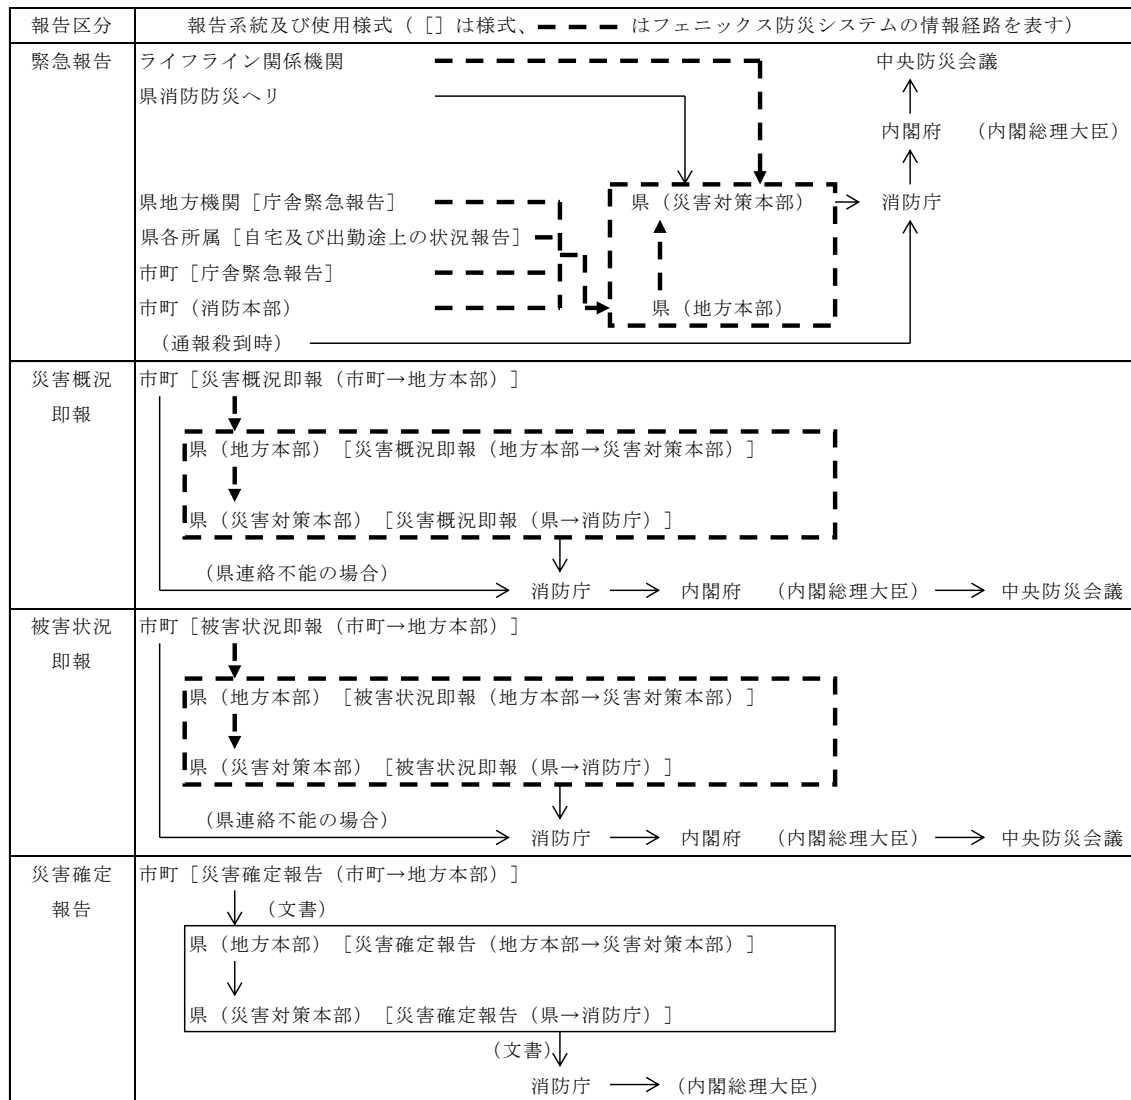 報告区分 報告系統及び使用様式（［］は様式、 はフェニックス防災システムの情報経路を表す）
緊急報告 ライフライン関係機関 中央防災会議
県消防防災ヘリ
内閣府 （内閣総理大臣）
県地方機関［庁舎緊急報告］ 県（災害対策本部） 消防庁
県各所属［自宅及び出勤途上の状況報告］
市町［庁舎緊急報告］
市町（消防本部） 県（地方本部）
（通報殺到時）
災害概況 市町［災害概況即報（市町→地方本部）］
即報
県（地方本部）［災害概況即報（地方本部→災害対策本部）］
県（災害対策本部）［災害概況即報（県→消防庁）］
（県連絡不能の場合）
消防庁 内閣府 （内閣総理大臣） 中央防災会議
被害状況 市町［被害状況即報（市町→地方本部）］
即報
県（地方本部）［被害状況即報（地方本部→災害対策本部）］
県（災害対策本部）［被害状況即報（県→消防庁）］
（県連絡不能の場合）
消防庁 内閣府 （内閣総理大臣） 中央防災会議
災害確定 市町［災害確定報告（市町→地方本部）］
報告 （文書）
県（地方本部）［災害確定報告（地方本部→災害対策本部）］
県（災害対策本部）［災害確定報告（県→消防庁）］
（文書）
消防庁 （内閣総理大臣）